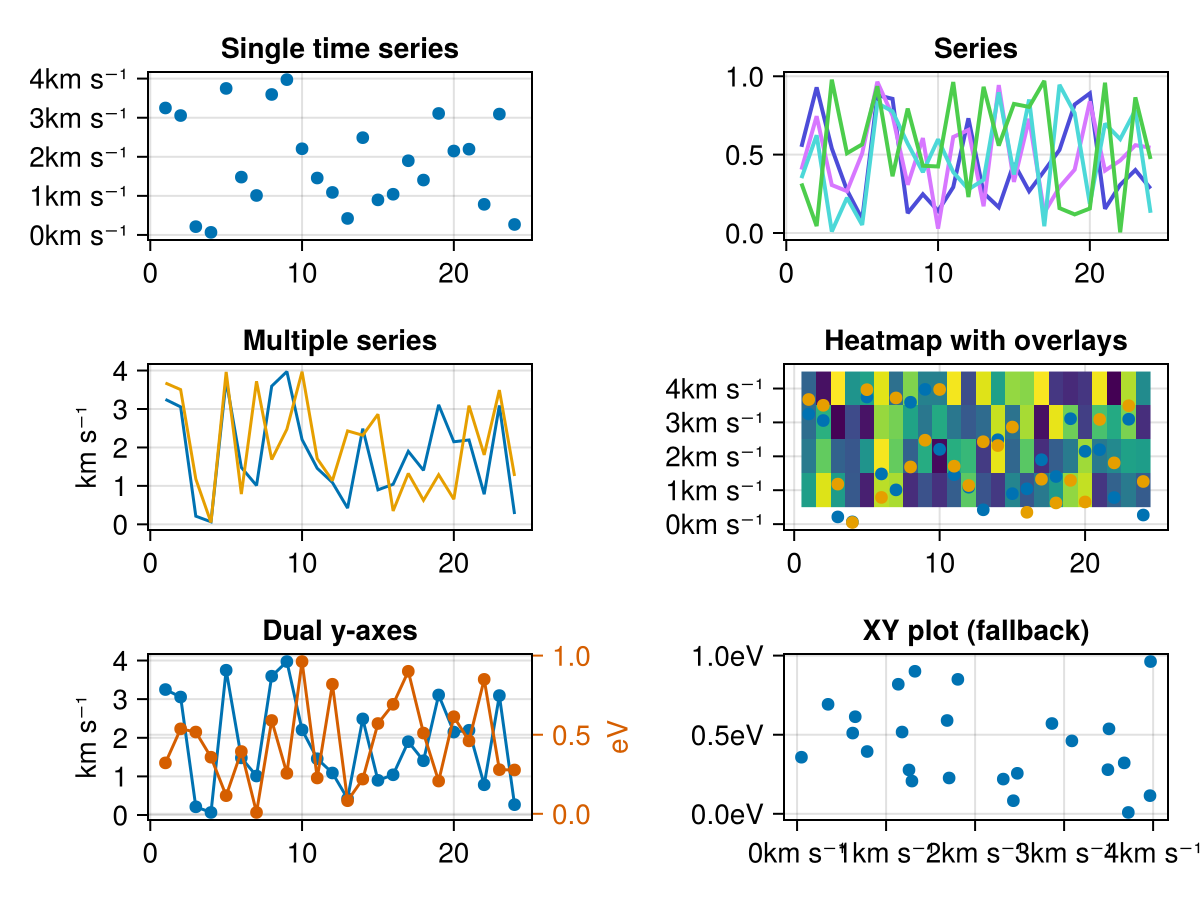 Single time series
4km s⁻¹
3km s⁻¹
2km s⁻¹
1km s⁻¹
0km s⁻¹
0 10 20
Series
1.0
0.5
0.0
0 10 20
Multiple series
km s⁻¹
4
3
2
1
0
0 10 20
Heatmap with overlays
4km s⁻¹
3km s⁻¹
2km s⁻¹
1km s⁻¹
0km s⁻¹
0 10 20
Dual y-axes
km s⁻¹
4
3
2
1
0
0 10 20
1.0
0.5
0.0
eV
XY plot (fallback)
1.0eV
0.5eV
0.0eV
0km s⁻¹ 1km s⁻¹ 2km s⁻¹ 3km s⁻¹ 4km s⁻¹